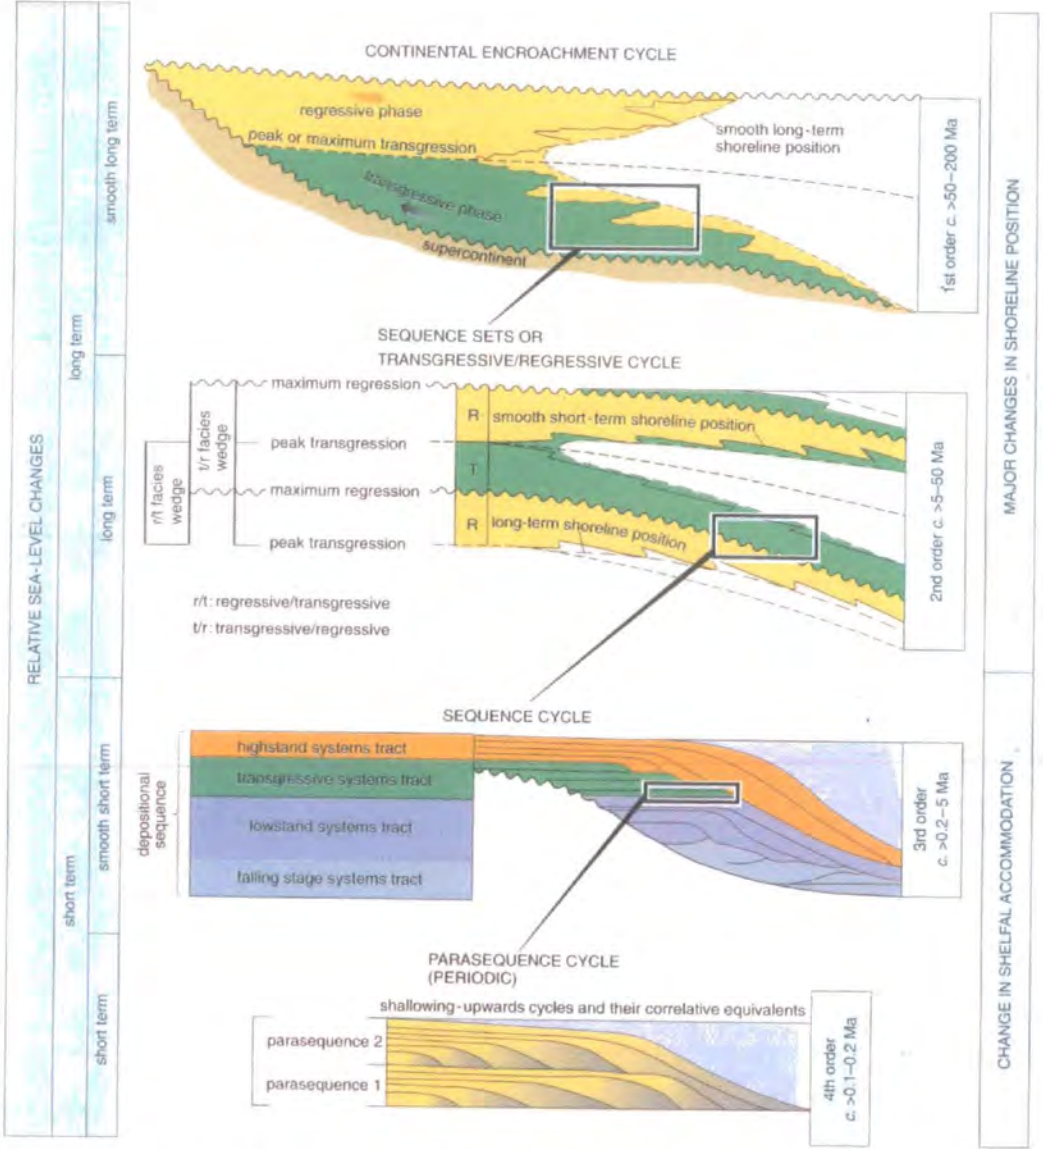 CONTINENTAL ENCROACHMENT CYCLE
regressive phase
smooth long-term
shoreline position
peak or maximum transgression
transgressive phase
supercontinent
1st order c. >50–200 Ma
SEQUENCE SETS OR
TRANSGRESSIVE/REGRESSIVE CYCLE
maximum regression
R
smooth short-term shoreline position
peak transgression
T
maximum regression
R
long-term shoreline position
peak transgression
t/r facies
wedge
r/t facies
wedge
2nd order c. >5–50 Ma
r/t: regressive/transgressive
t/r: transgressive/regressive
SEQUENCE CYCLE
highstand systems tract
transgressive systems tract
lowstand systems tract
falling stage systems tract
depositional
sequence
3rd order
c. >0.2–5 Ma
PARASEQUENCE CYCLE
(PERIODIC)
shallowing-upwards cycles and their correlative equivalents
parasequence 2
parasequence 1
4th order
c. >0.1–0.2 Ma
RELATIVE SEA-LEVEL CHANGES
long term
short term
smooth long term
long term
smooth short term
short term
MAJOR CHANGES IN SHORELINE POSITION
CHANGE IN SHELFAL ACCOMMODATION